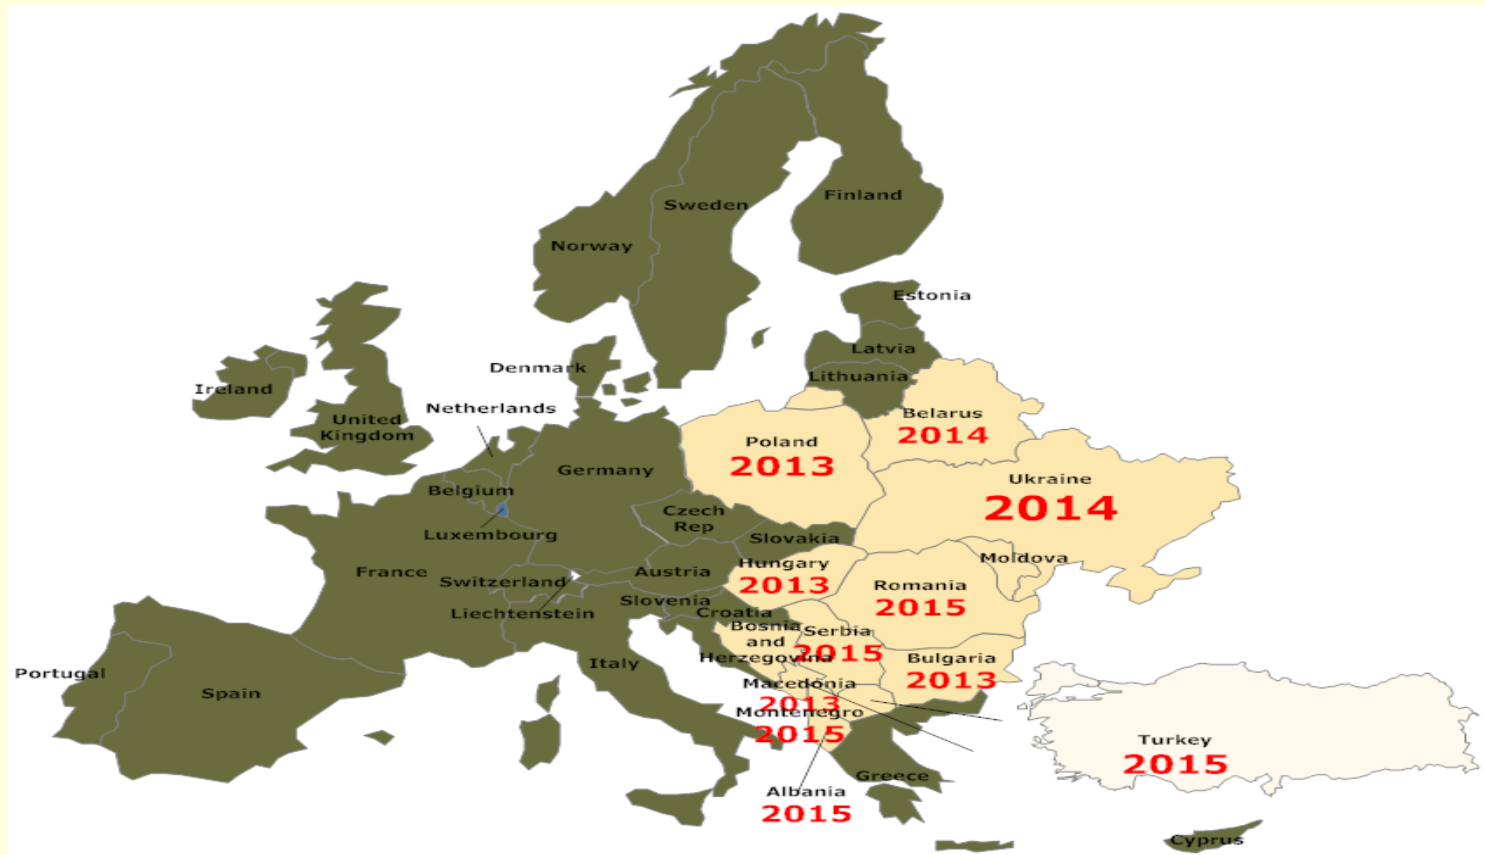 Sweden
Finland
Norway
Estonia
Latvia
Denmark
Lithuania
Ireland
Netherlands
Belarus
2014
United
Kingdom
Poland
2013
Germany
Ukraine
2014
Belgium
Czech
Rep
Luxembourg
Slovakia
Moldova
Hungary
2013
France
Austria
Switzerland
Romania
2015
Slovenia
Liechtenstein
Croatia
Bosnia
and
Herzegovina
Serbia
2015
Bulgaria
2013
Italy
Portugal
Spain
Macedonia
2013
Montenegro
2015
Turkey
2015
Greece
Albania
2015
Cyprus